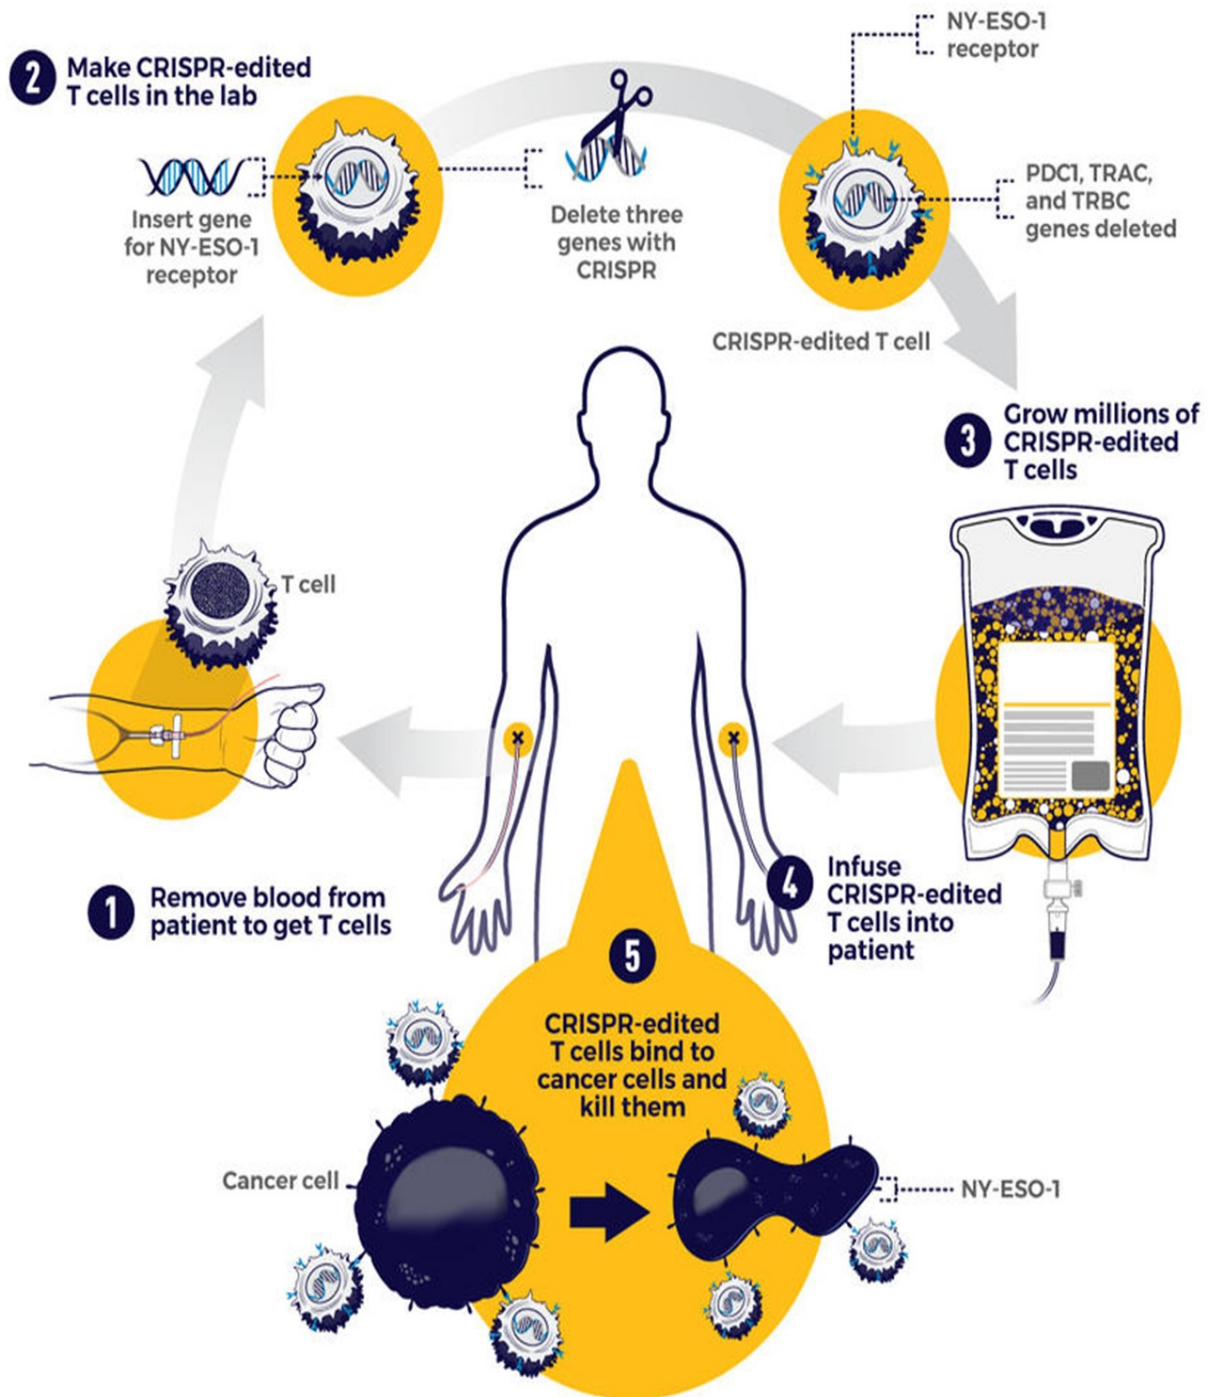 NY-ESO-1
receptor
2
Make CRISPR-edited
T cells in the lab
Insert gene
for NY-ESO-1
receptor
Delete three
genes with
CRISPR
PDC1, TRAC,
and TRBC
genes deleted
CRISPR-edited T cell
3
Grow millions of
CRISPR-edited
T cells
T cell
1
Remove blood from
patient to get T cells
4
Infuse
CRISPR-edited
T cells into
patient
5
CRISPR-edited
T cells bind to
cancer cells and
kill them
Cancer cell
NY-ESO-1